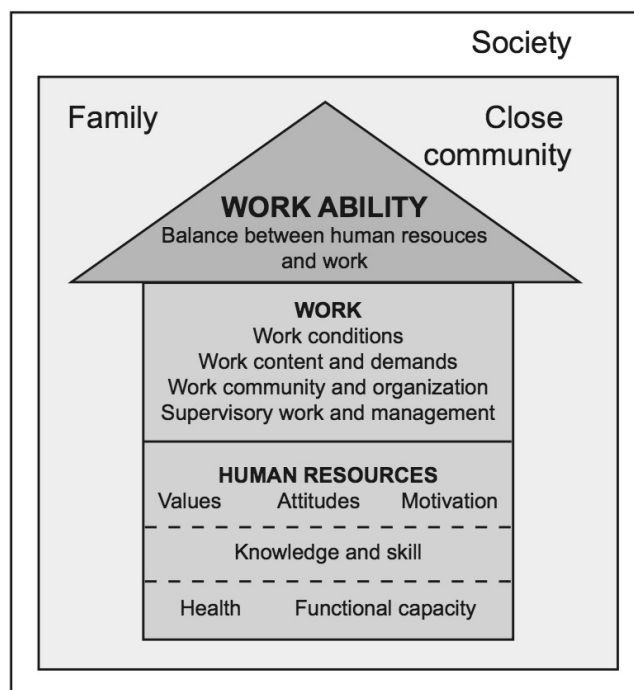 Society
Family
Close
community
WORK ABILITY
Balance between human resouces
and work
WORK
Work conditions
Work content and demands
Work community and organization
Supervisory work and management
HUMAN RESOURCES
Values Attitudes Motivation
Knowledge and skill
Health Functional capacity